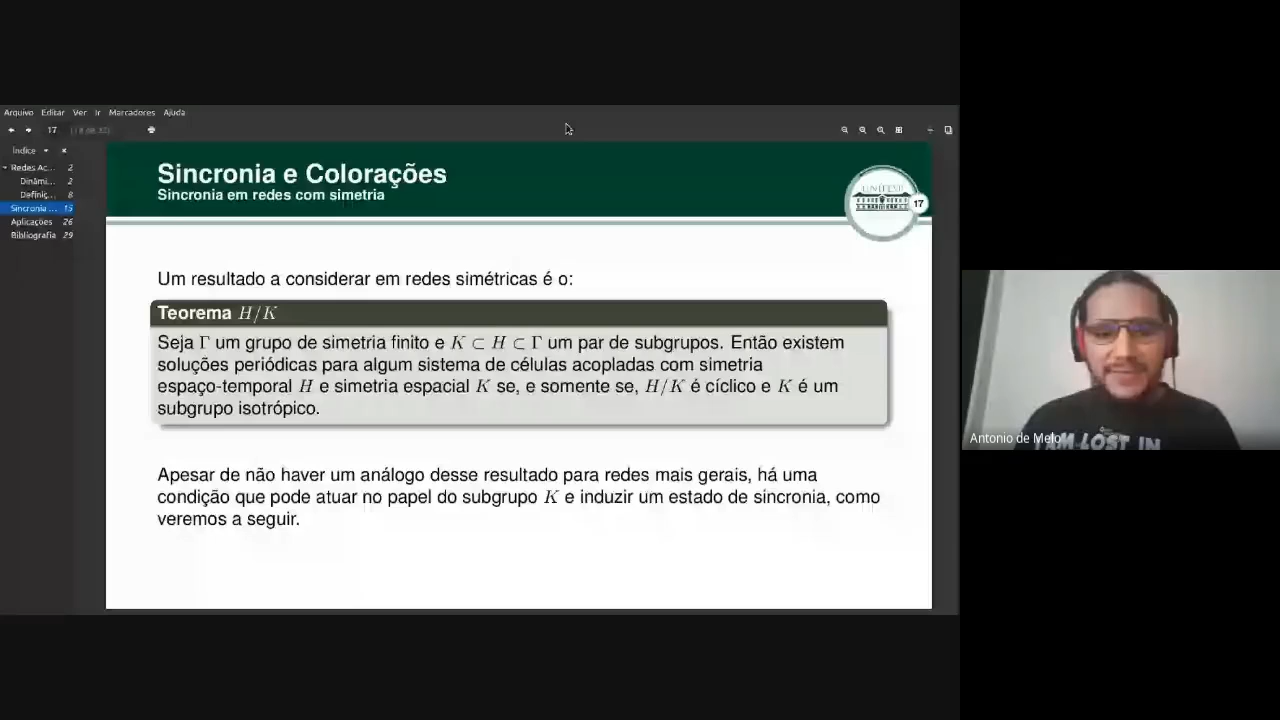 Arquivo Editar Ver Ir Marcadores Ajuda
17
Índice
Redes Ac... 2
Dinâmi... 2
Definiç... 8
Sincronia ... 15
Aplicações 26
Bibliografia 29
Sincronia e Colorações
Sincronia em redes com simetria
17
Um resultado a considerar em redes simétricas é o:
Teorema H/K
Seja Γ um grupo de simetria finito e K ⊂ H ⊂ Γ um par de subgrupos. Então existem
soluções periódicas para algum sistema de células acopladas com simetria
espaço-temporal H e simetria espacial K se, e somente se, H/K é cíclico e K é um
subgrupo isotrópico.
Apesar de não haver um análogo desse resultado para redes mais gerais, há uma
condição que pode atuar no papel do subgrupo K e induzir um estado de sincronia, como
veremos a seguir.
Antonio de Melo
I AM LOST IN